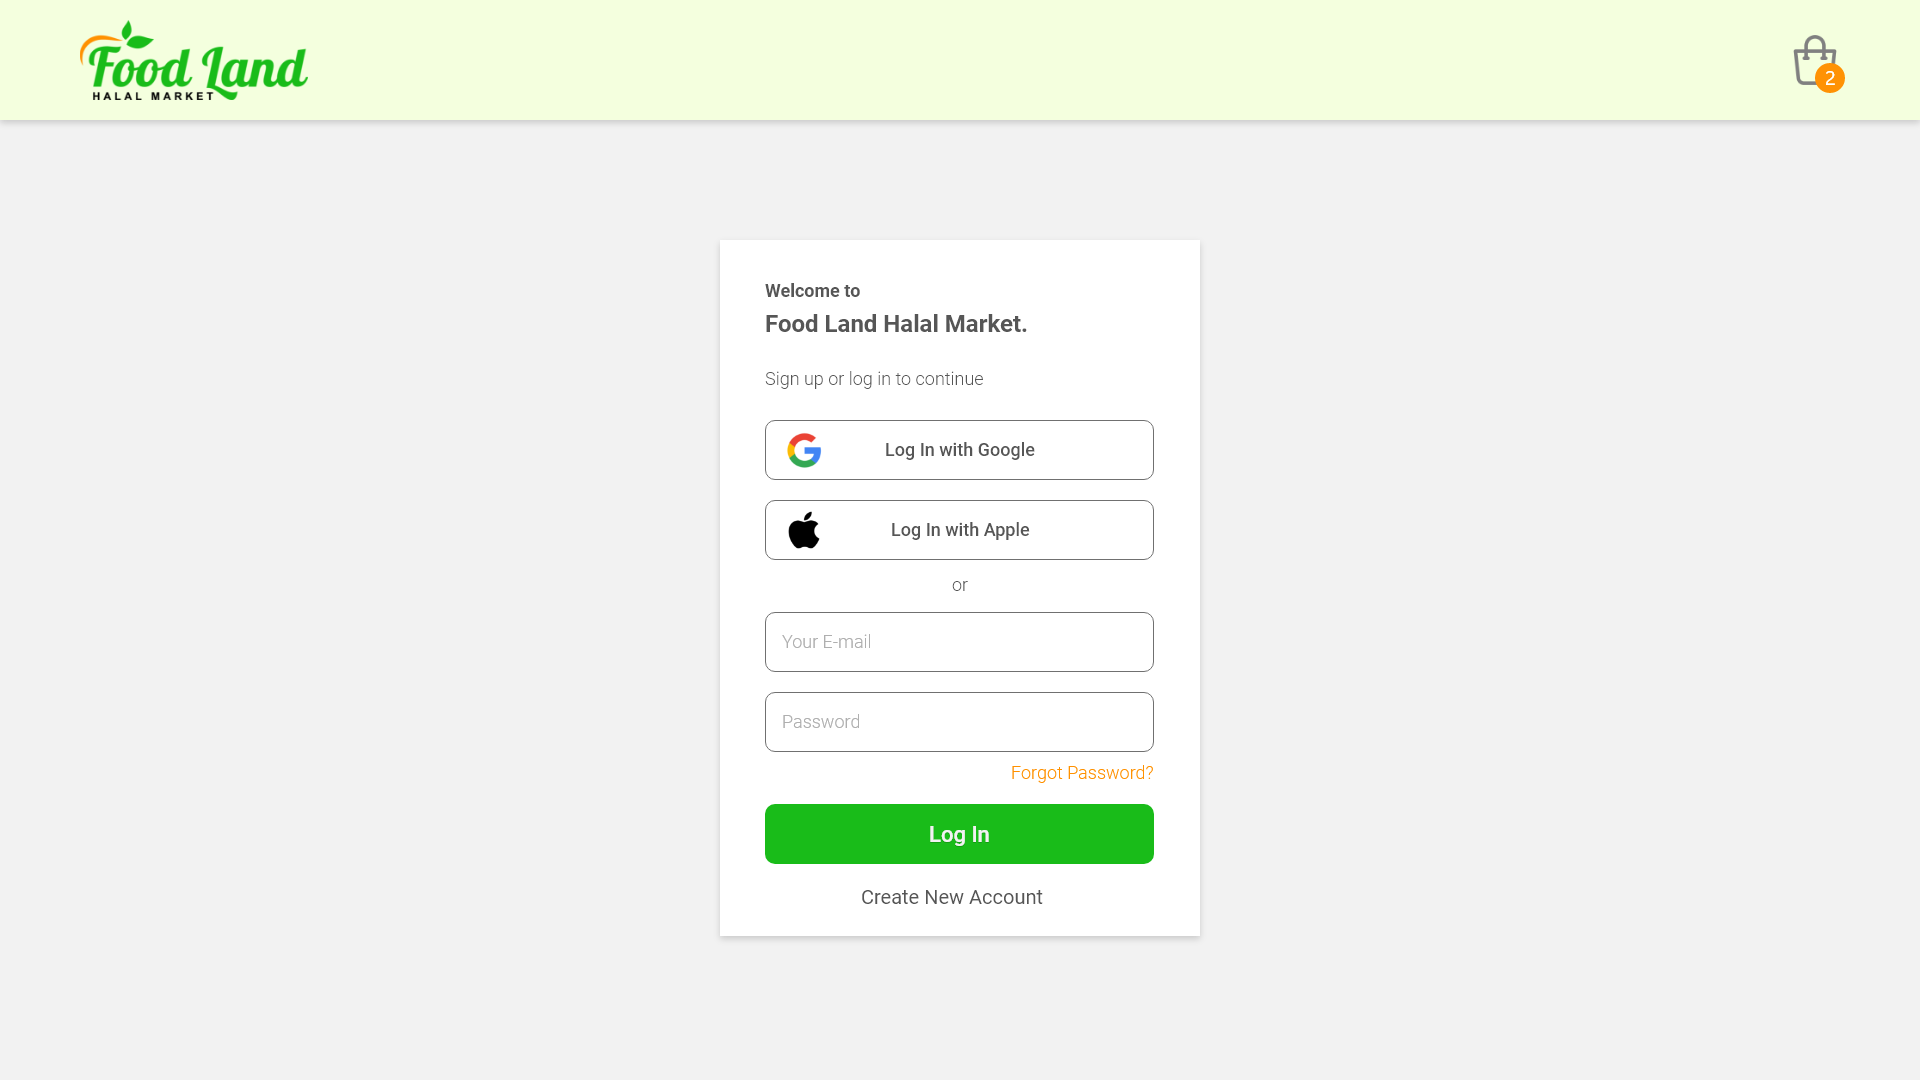 Food Land
HALAL MARKET
2
Welcome to
Food Land Halal Market.
Sign up or log in to continue
Log In with Google
Log In with Apple
or
Your E-mail
Password
Forgot Password?
Log In
Create New Account